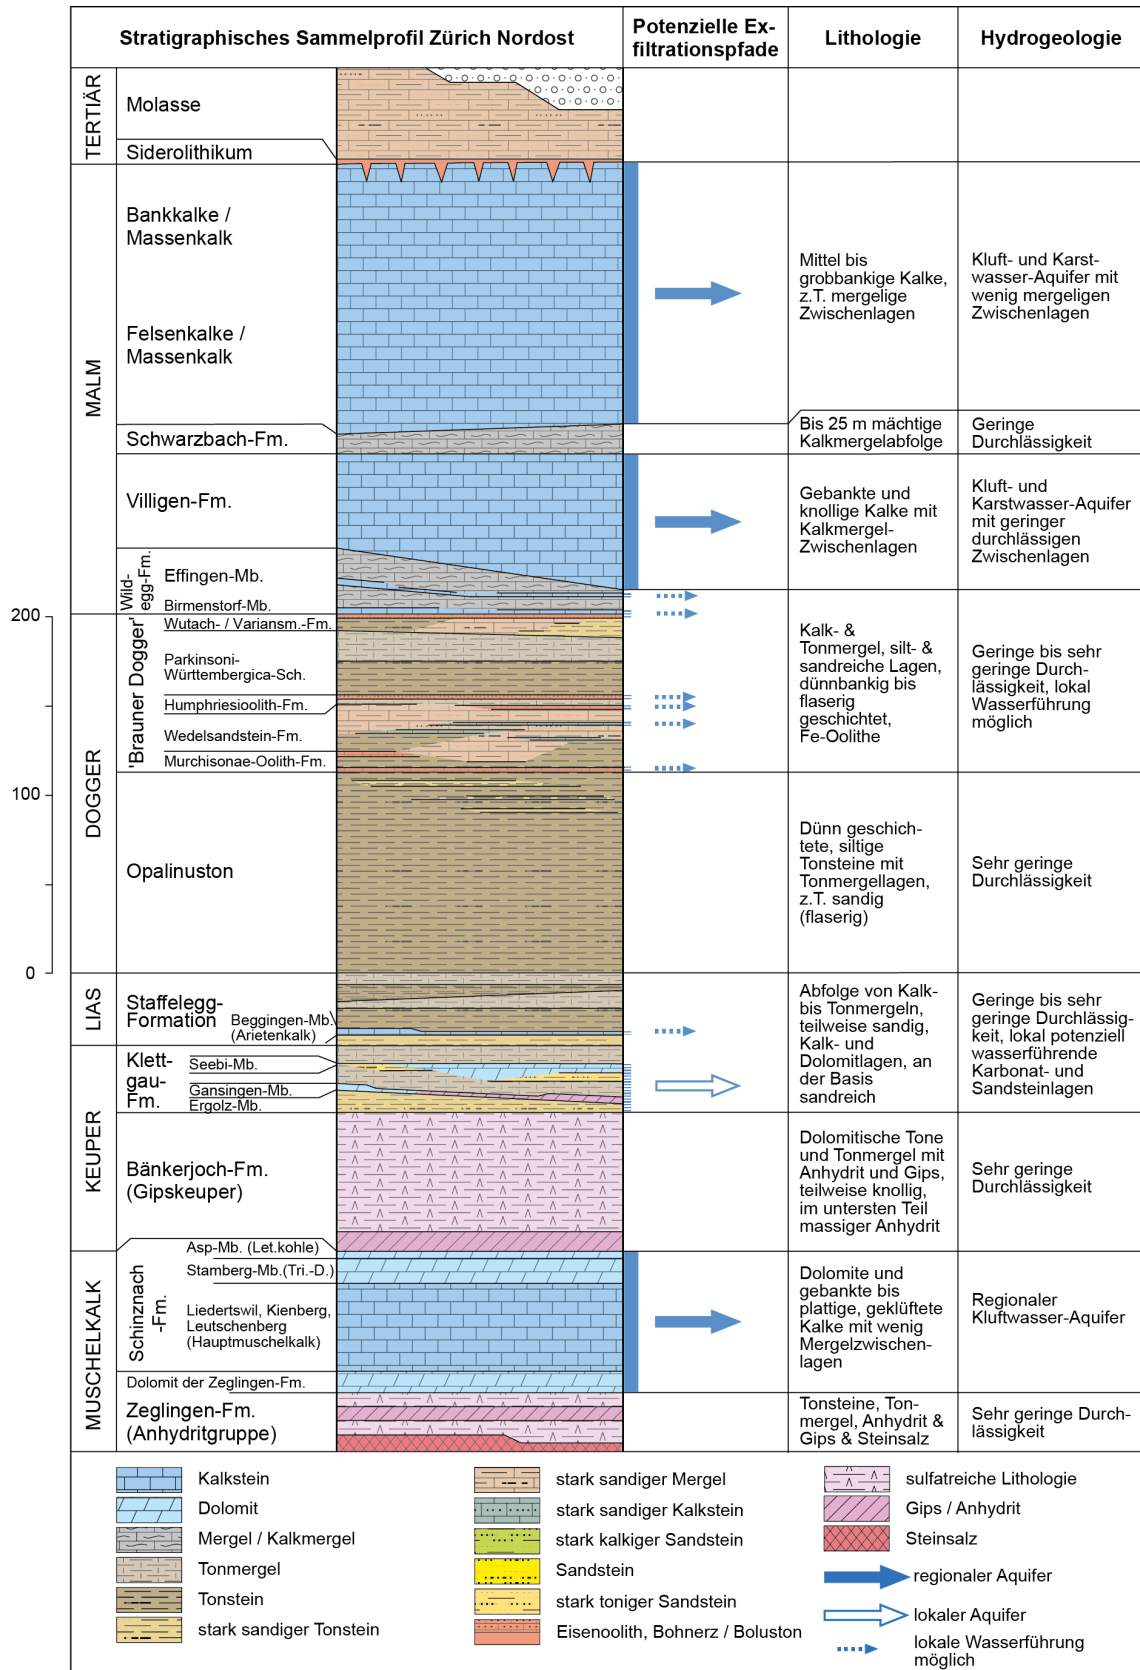 Stratigraphisches Sammelprofil Zürich Nordost
Potenzielle Ex-
filtrationspfade
Lithologie
Hydrogeologie
TERTIÄR
Molasse
Siderolithikum
MALM
Bankkalke /
Massenkalk
Felsenkalke /
Massenkalk
Mittel bis
grobbankige Kalke,
z.T. mergelige
Zwischenlagen
Kluft- und Karst-
wasser-Aquifer mit
wenig mergeligen
Zwischenlagen
Schwarzbach-Fm.
Bis 25 m mächtige
Kalkmergelabfolge
Geringe
Durchlässigkeit
Villigen-Fm.
Gebankte und
knollige Kalke mit
Kalkmergel-
Zwischenlagen
Kluft- und
Karstwasser-Aquifer
mit geringer
durchlässigen
Zwischenlagen
Wild-
egg-Fm.
Effingen-Mb.
Birmenstorf-Mb.
200
100
0
DOGGER
'Brauner Dogger'
Wutach- / Variansm.-Fm.
Parkinsoni-
Württembergica-Sch.
Humphriesioolith-Fm.
Wedelsandstein-Fm.
Murchisonae-Oolith-Fm.
Kalk- &
Tonmergel, silt- &
sandreiche Lagen,
dünnbankig bis
flaserig
geschichtet,
Fe-Oolithe
Geringe bis sehr
geringe Durch-
lässigkeit, lokal
Wasserführung
möglich
Opalinuston
Dünn geschich-
tete, siltige
Tonsteine mit
Tonmergellagen,
z.T. sandig
(flaserig)
Sehr geringe
Durchlässigkeit
LIAS
Staffelegg-
Formation
Beggingen-Mb.
(Arietenkalk)
Abfolge von Kalk-
bis Tonmergeln,
teilweise sandig,
Kalk- und
Dolomitlagen, an
der Basis
sandreich
Geringe bis sehr
geringe Durchlässig-
keit, lokal potenziell
wasserführende
Karbonat- und
Sandsteinlagen
KEUPER
Klett-
gau-
Fm.
Seebi-Mb.
Gansingen-Mb.
Ergolz-Mb.
Bänkerjoch-Fm.
(Gipskeuper)
Dolomitische Tone
und Tonmergel mit
Anhydrit und Gips,
teilweise knollig,
im untersten Teil
massiger Anhydrit
Sehr geringe
Durchlässigkeit
Asp-Mb. (Let.kohle)
MUSCHELKALK
Schinznach
-Fm.
Stamberg-Mb.(Tri.-D.)
Liedertswil, Kienberg,
Leutschenberg
(Hauptmuschelkalk)
Dolomit der Zeglingen-Fm.
Dolomite und
gebankte bis
plattige, geklüftete
Kalke mit wenig
Mergelzwischen-
lagen
Regionaler
Kluftwasser-Aquifer
Zeglingen-Fm.
(Anhydritgruppe)
Tonsteine, Ton-
mergel, Anhydrit &
Gips & Steinsalz
Sehr geringe Durch-
lässigkeit
Kalkstein
Dolomit
Mergel / Kalkmergel
Tonmergel
Tonstein
stark sandiger Tonstein
stark sandiger Mergel
stark sandiger Kalkstein
stark kalkiger Sandstein
Sandstein
stark toniger Sandstein
Eisenoolith, Bohnerz / Boluston
sulfatreiche Lithologie
Gips / Anhydrit
Steinsalz
regionaler Aquifer
lokaler Aquifer
lokale Wasserführung
möglich